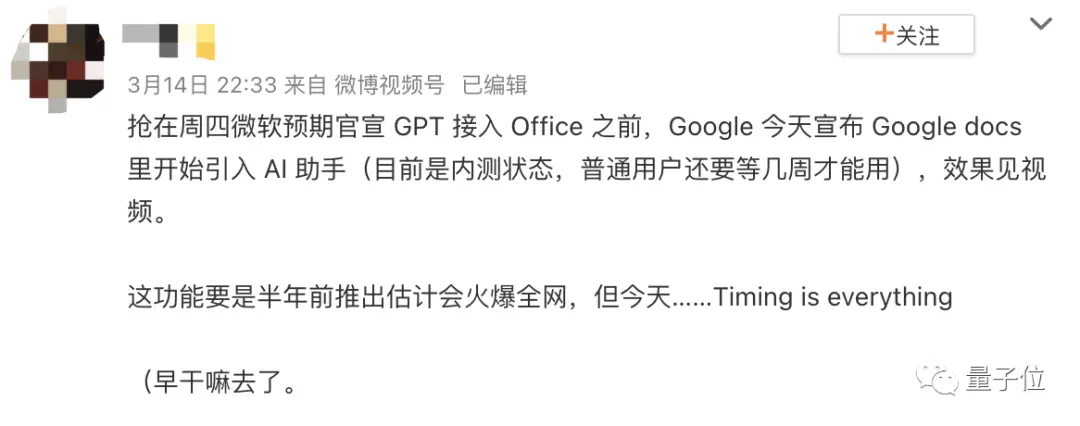 +关注
3月14日 22:33 来自 微博视频号 已编辑
抢在周四微软预期官宣 GPT 接入 Office 之前，Google 今天宣布 Google docs
里开始引入 AI 助手（目前是内测状态，普通用户还要等几周才能用），效果见视
频。
这功能要是半年前推出估计会火爆全网，但今天……Timing is everything
（早干嘛去了。
量子位